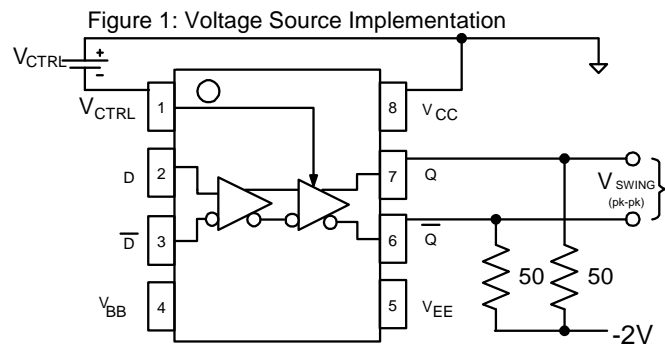 Figure 1: Voltage Source Implementation
+
VCTRL
-
VCTRL
1
8
VCC
D
2
7
Q
VSWING
(pk-pk)
D
3
6
Q
50
50
VBB
4
5
VEE
-2V